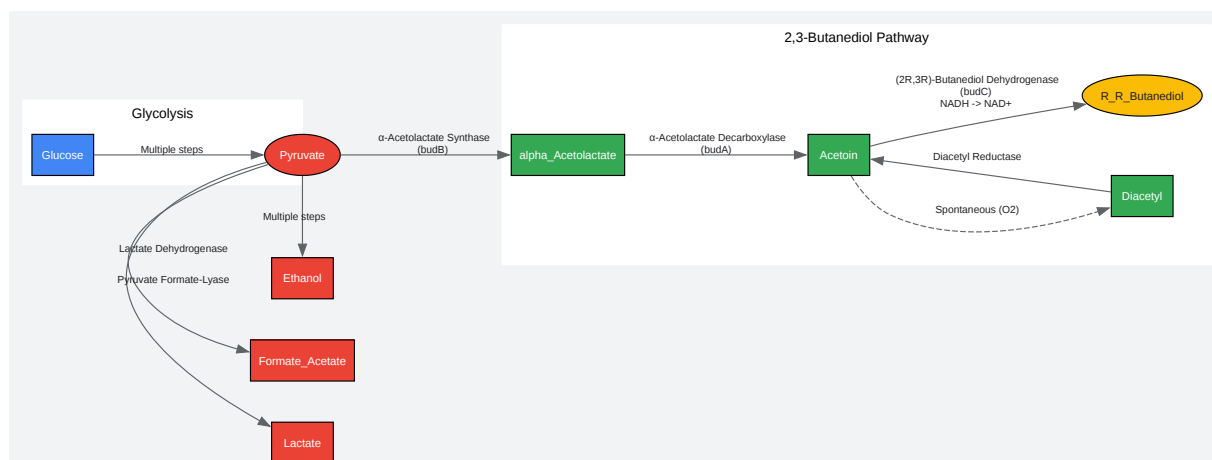 2,3-Butanediol Pathway
(2R,3R)-Butanediol Dehydrogenase
(budC)
NADH -> NAD+
R_R_Butanediol
Glycolysis
Glucose
Multiple steps
Pyruvate
α-Acetolactate Synthase
(budB)
alpha_Acetolactate
α-Acetolactate Decarboxylase
(budA)
Acetoin
Diacetyl Reductase
Diacetyl
Spontaneous (O2)
Multiple steps
Lactate Dehydrogenase
Pyruvate Formate-Lyase
Ethanol
Formate_Acetate
Lactate